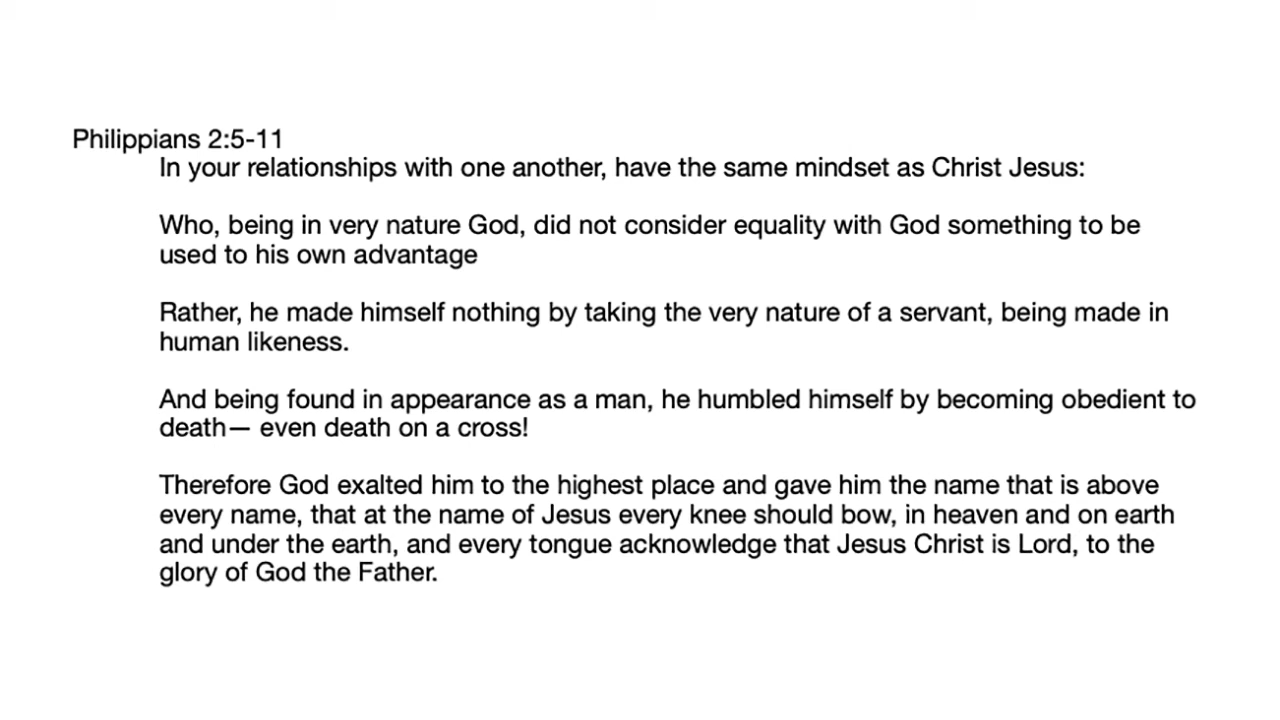 Philippians 2:5-11
In your relationships with one another, have the same mindset as Christ Jesus:
Who, being in very nature God, did not consider equality with God something to be
used to his own advantage
Rather, he made himself nothing by taking the very nature of a servant, being made in
human likeness.
And being found in appearance as a man, he humbled himself by becoming obedient to
death— even death on a cross!
Therefore God exalted him to the highest place and gave him the name that is above
every name, that at the name of Jesus every knee should bow, in heaven and on earth
and under the earth, and every tongue acknowledge that Jesus Christ is Lord, to the
glory of God the Father.